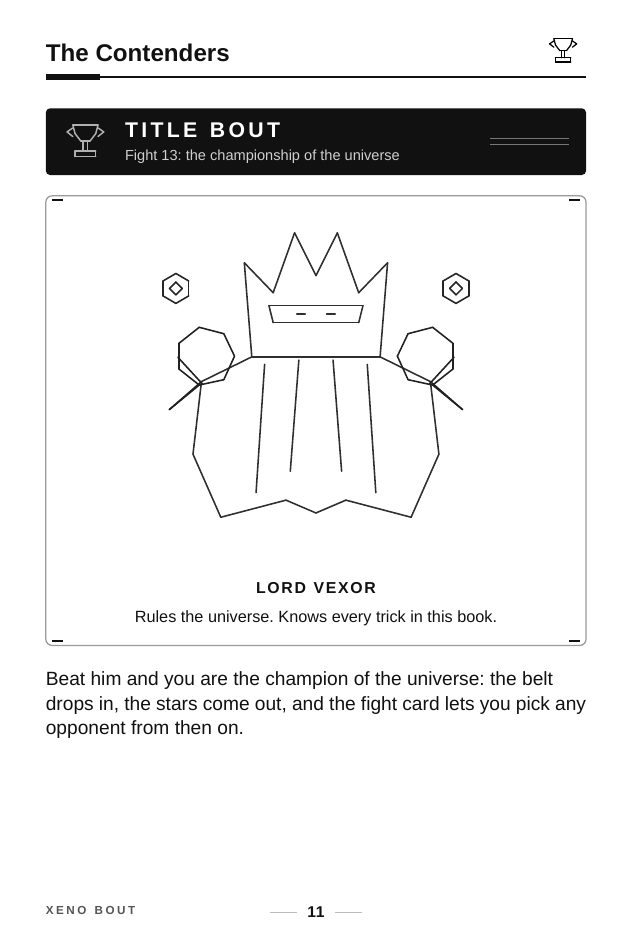 The Contenders
TITLE BOUT
Fight 13: the championship of the universe
LORD VEXOR
Rules the universe. Knows every trick in this book.
Beat him and you are the champion of the universe: the belt
drops in, the stars come out, and the fight card lets you pick any
opponent from then on.
XENO BOUT
11